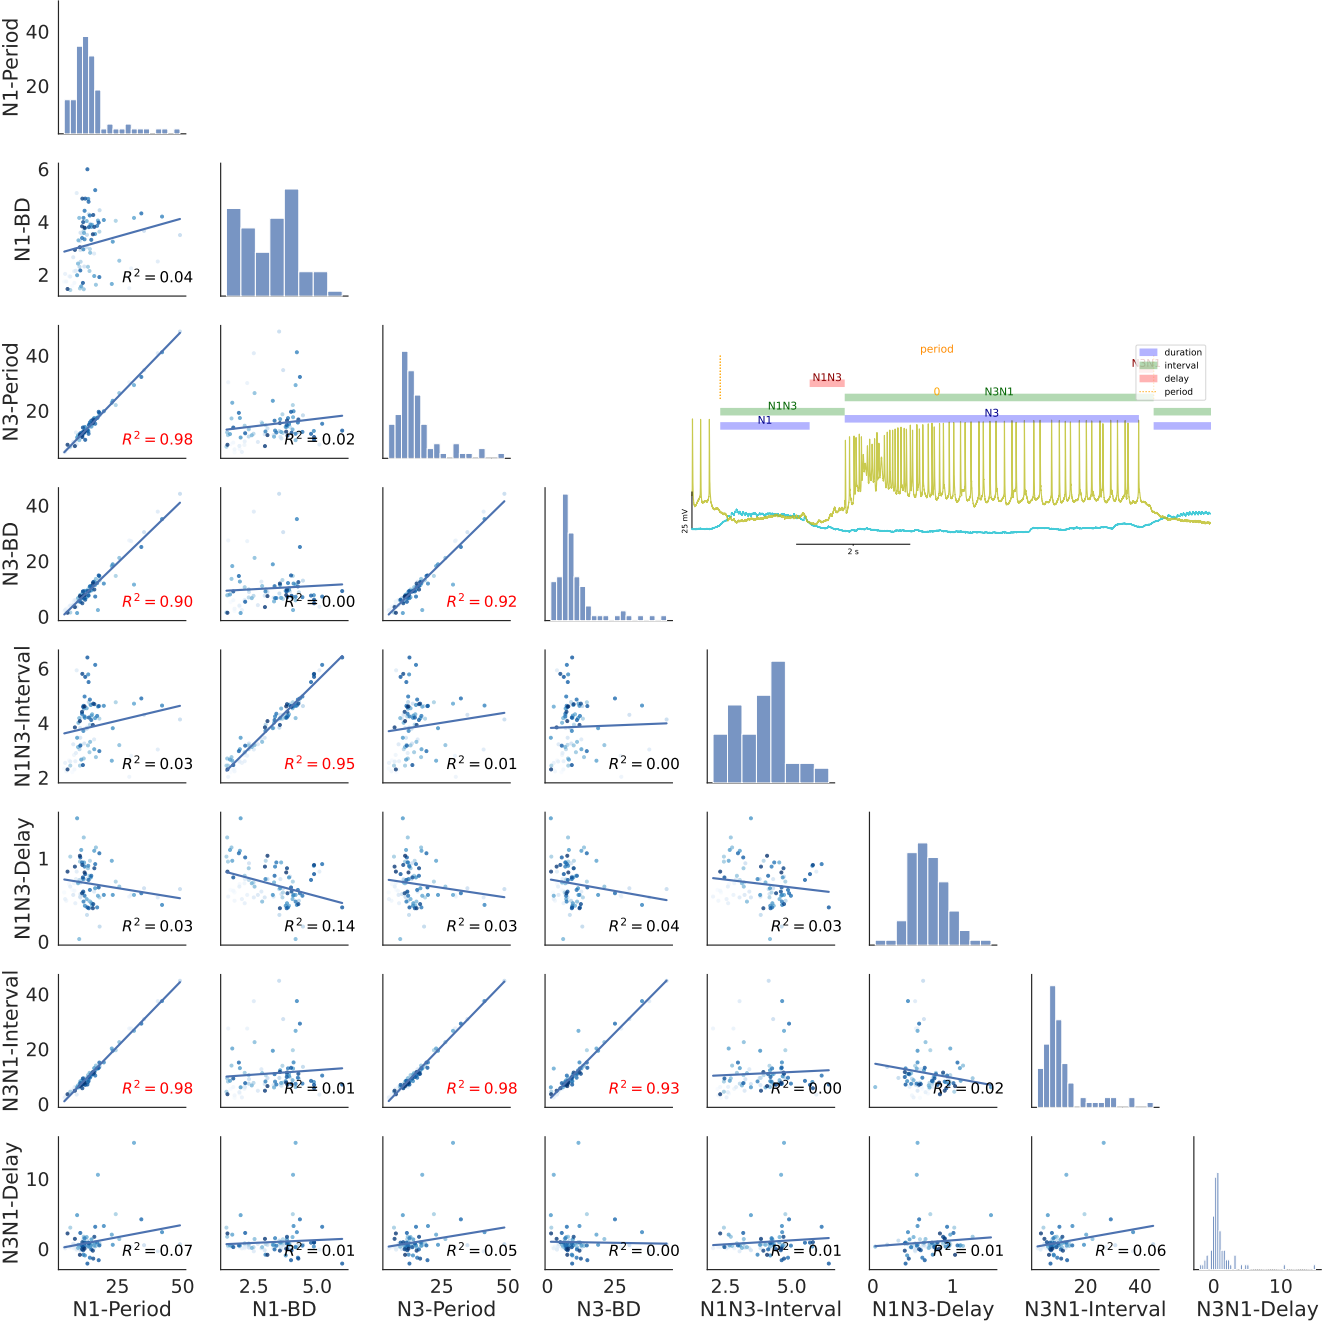 N1-Period
40
20
N1-BD
6
4
2
R² = 0.04
N3-Period
40
20
R² = 0.98
R² = 0.02
period
duration
interval
delay
period
N1N3
0
N3N1
N1N3
N1
N3
25 mV
2 s
N3-BD
40
20
0
R² = 0.90
R² = 0.00
R² = 0.92
N1N3-Interval
6
4
2
R² = 0.03
R² = 0.95
R² = 0.01
R² = 0.00
N1N3-Delay
1
0
R² = 0.03
R² = 0.14
R² = 0.03
R² = 0.04
R² = 0.03
N3N1-Interval
40
20
0
R² = 0.98
R² = 0.01
R² = 0.98
R² = 0.93
R² = 0.00
R² = 0.02
N3N1-Delay
10
0
R² = 0.07
R² = 0.01
R² = 0.05
R² = 0.00
R² = 0.01
R² = 0.01
R² = 0.06
25 50
2.5 5.0
25 50
0 25
2.5 5.0
0 1
20 40
0 10
N1-Period
N1-BD
N3-Period
N3-BD
N1N3-Interval
N1N3-Delay
N3N1-Interval
N3N1-Delay